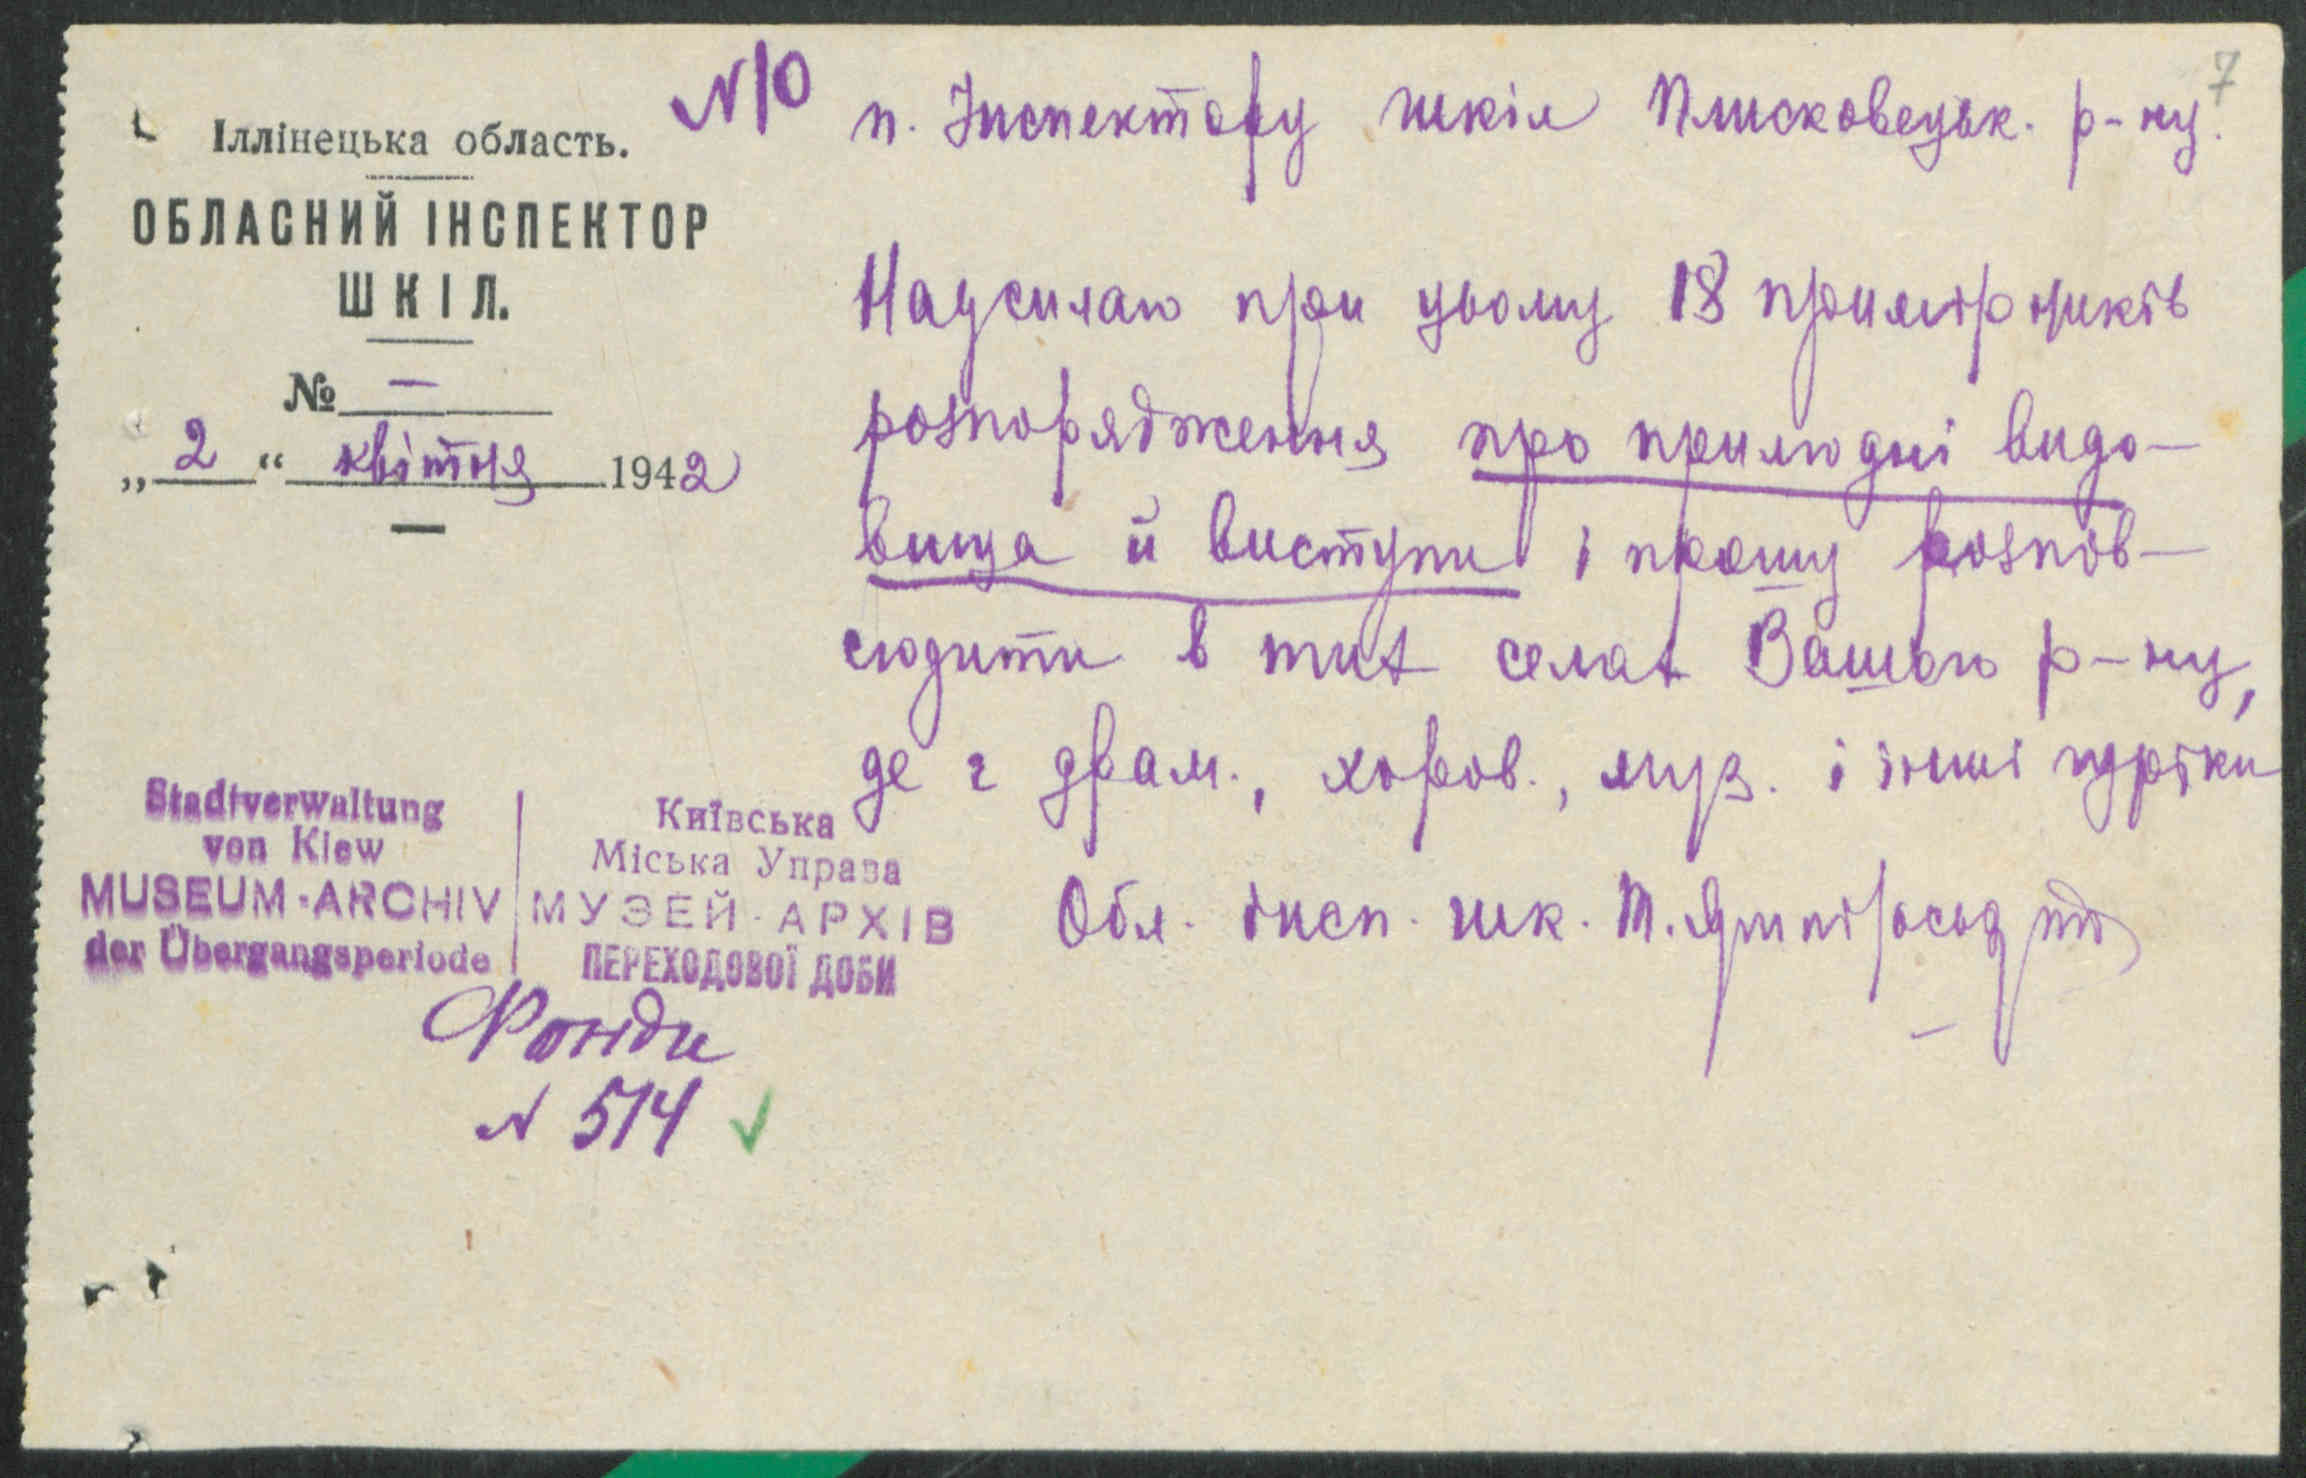 Іллінецька область.
ОБЛАСНИЙ ІНСПЕКТОР
ШКІЛ.
№ —
„2“ квітня 1942
№10
7
п. Інспектору шкіл Плисковецьк. р-ну.
Надсилаю при цьому 18 примірників
розпорядження про прилюдні видо-
вища й виступи і прошу розпов-
сюдити в тих селах Вашого р-ну,
де є драм., хоров., муз. і інші гуртки
Обл. інсп. шк. Т.
Stadtverwaltung
von Kiew
MUSEUM-ARCHIV
der Übergangsperiode
Київська
Міська Управа
МУЗЕЙ-АРХІВ
ПЕРЕХОДОВОЇ ДОБИ
Фонди
№ 514